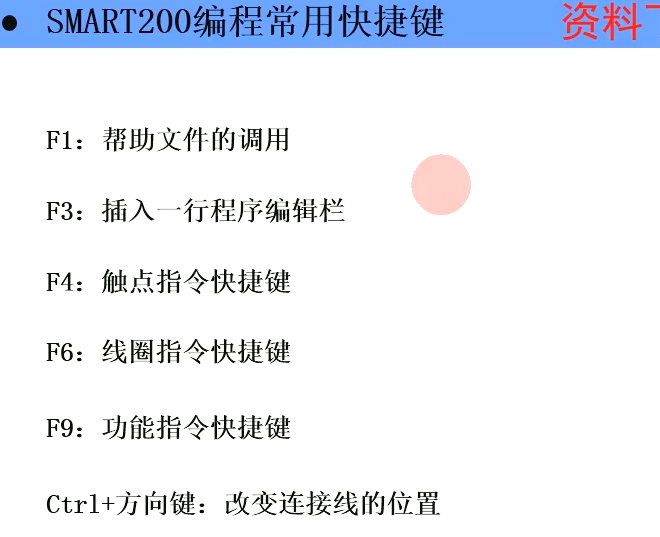 ● SMART200编程常用快捷键
资料
F1：帮助文件的调用
F3：插入一行程序编辑栏
F4：触点指令快捷键
F6：线圈指令快捷键
F9：功能指令快捷键
Ctrl+方向键：改变连接线的位置